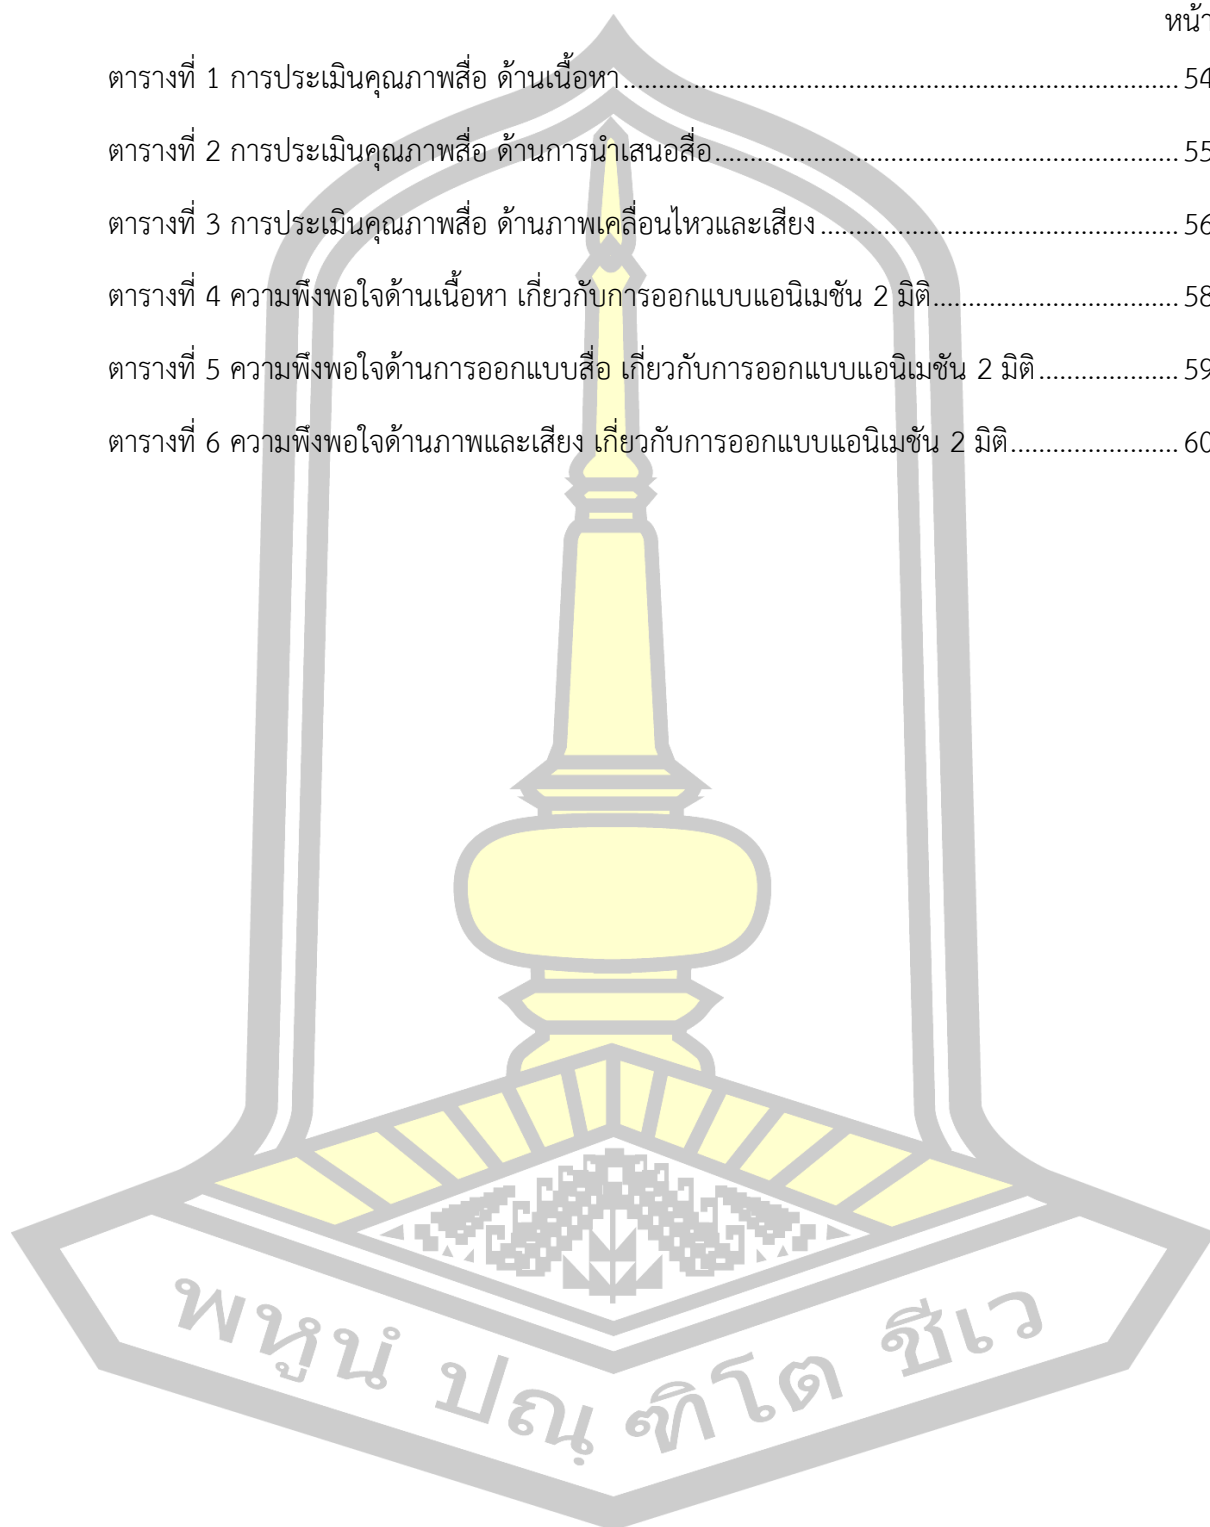 หน้า
ตารางที่ 1 การประเมินคุณภาพสื่อ ด้านเนื้อหา.......................................................................................... 54
ตารางที่ 2 การประเมินคุณภาพสื่อ ด้านการนำเสนอสื่อ........................................................................... 55
ตารางที่ 3 การประเมินคุณภาพสื่อ ด้านภาพเคลื่อนไหวและเสียง.......................................................... 56
ตารางที่ 4 ความพึงพอใจด้านเนื้อหา เกี่ยวกับการออกแบบแอนิเมชัน 2 มิติ........................................ 58
ตารางที่ 5 ความพึงพอใจด้านการออกแบบสื่อ เกี่ยวกับการออกแบบแอนิเมชัน 2 มิติ....................... 59
ตารางที่ 6 ความพึงพอใจด้านภาพและเสียง เกี่ยวกับการออกแบบแอนิเมชัน 2 มิติ........................... 60
พหูนํ ปณฺฑิโต ชีเว